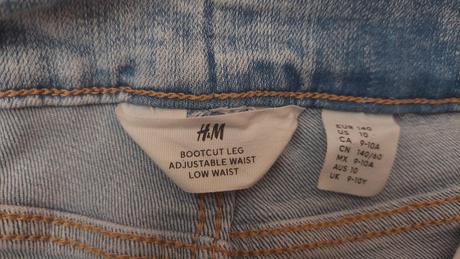 H&M
BOOTCUT LEG
ADJUSTABLE WAIST
LOW WAIST
EUR 140
US 10
CA 9-10A
CN 140/60
MX 9-10A
AUS 10
UK 9-10Y